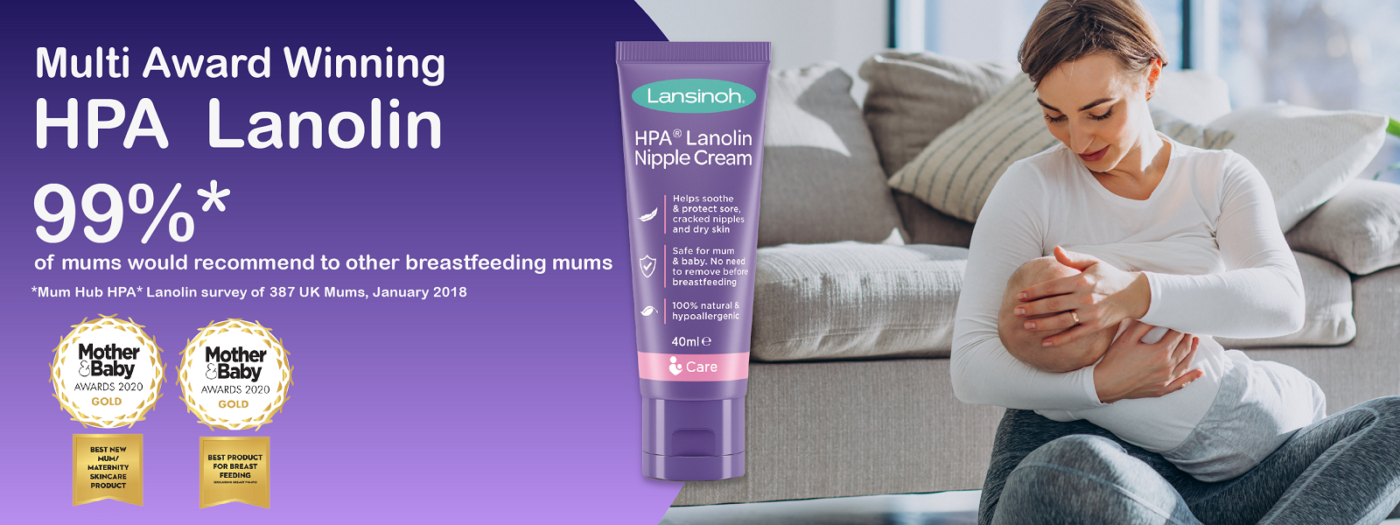 Multi Award Winning
HPA Lanolin
99%*
of mums would recommend to other breastfeeding mums
*Mum Hub HPA* Lanolin survey of 387 UK Mums, January 2018
Mother
&Baby
AWARDS 2020
GOLD
BEST NEW
MUM/
MATERNITY
SKINCARE
PRODUCT
Mother
&Baby
AWARDS 2020
GOLD
BEST PRODUCT
FOR BREAST
FEEDING
Lansinoh®
HPA® Lanolin
Nipple Cream
Helps soothe
& protect sore,
cracked nipples
and dry skin
Safe for mum
& baby. No need
to remove before
breastfeeding
100% natural &
hypoallergenic
40ml ℮
Care